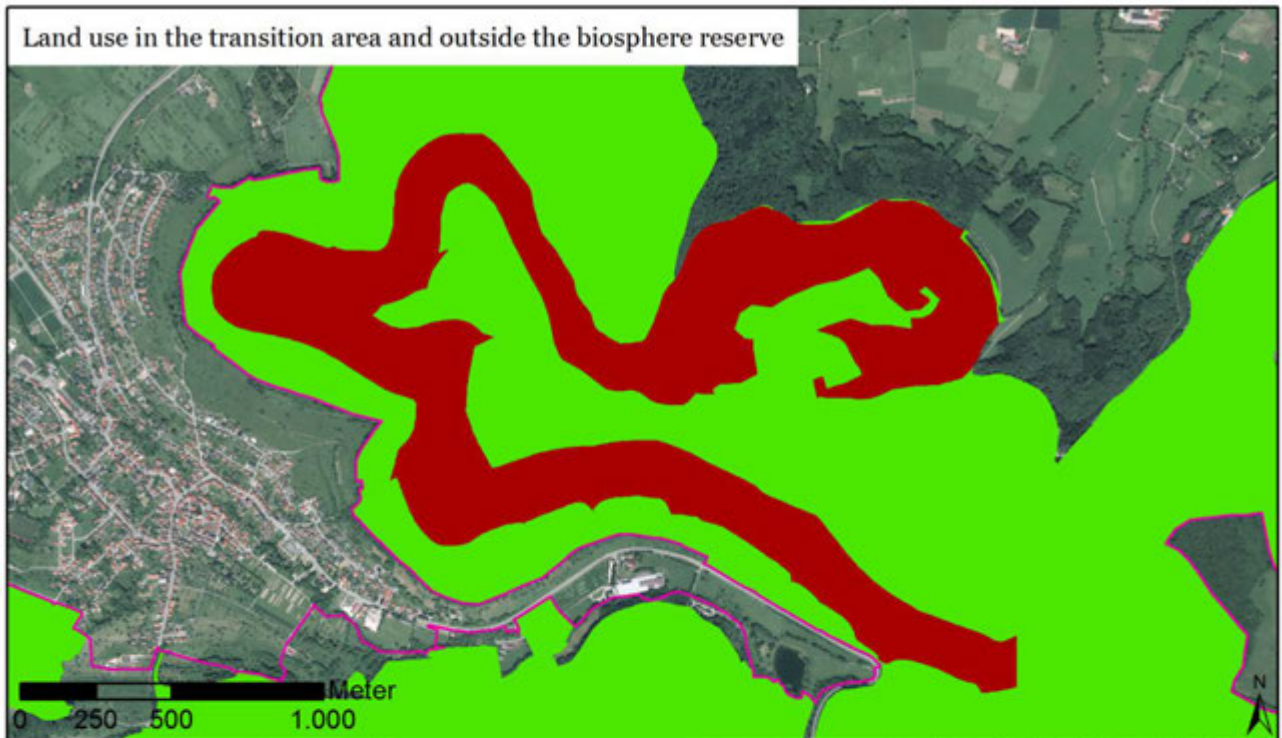 Land use in the transition area and outside the biosphere reserve
Meter
0 250 500 1.000
N